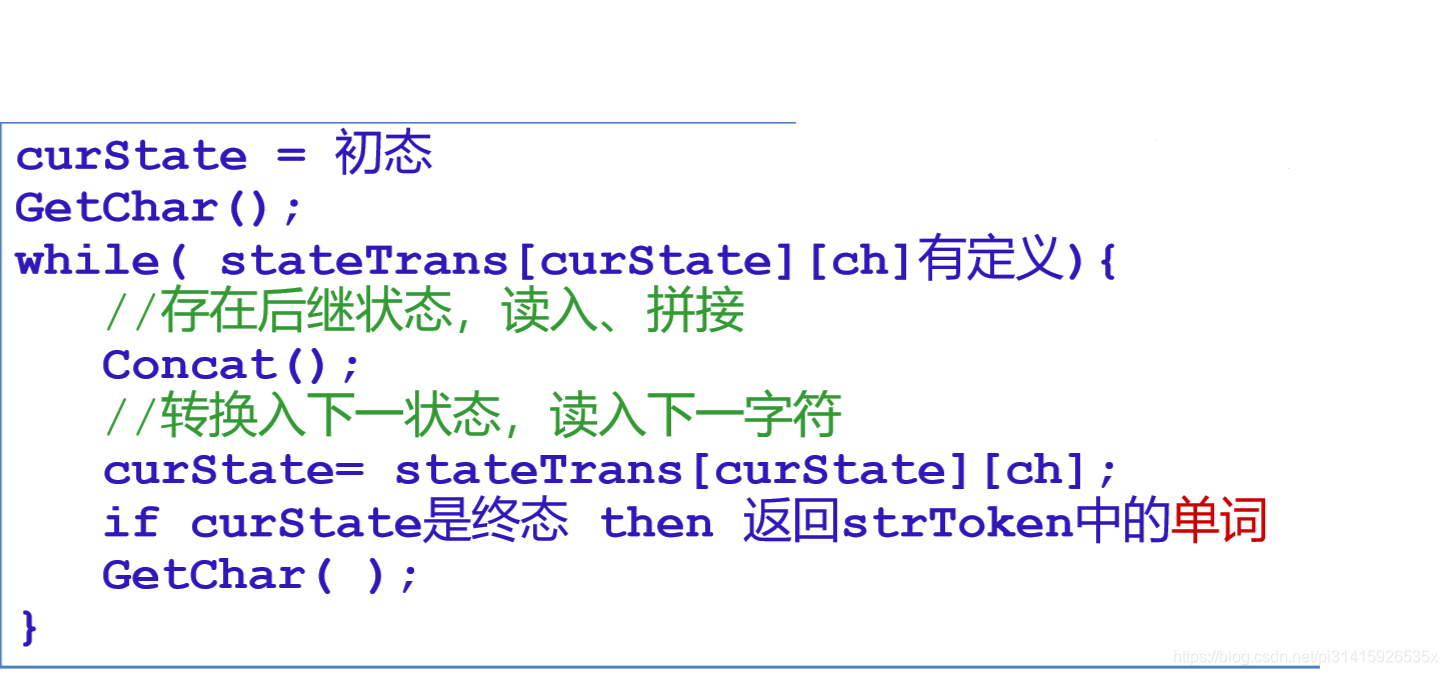 curState = 初态
GetChar();
while( stateTrans[curState][ch]有定义){
//存在后继状态，读入、拼接
Concat();
//转换入下一状态，读入下一字符
curState= stateTrans[curState][ch];
if curState是终态 then 返回strToken中的单词
GetChar( );
}
https://blog.csdn.net/pi31415926535x